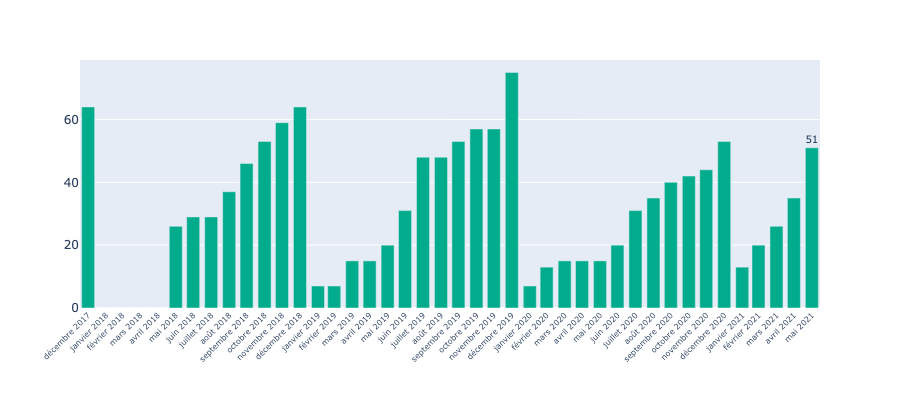 60
40
20
0
51
décembre 2017
janvier 2018
février 2018
mars 2018
avril 2018
mai 2018
juin 2018
juillet 2018
août 2018
septembre 2018
octobre 2018
novembre 2018
décembre 2018
janvier 2019
février 2019
mars 2019
avril 2019
mai 2019
juin 2019
juillet 2019
août 2019
septembre 2019
octobre 2019
novembre 2019
décembre 2019
janvier 2020
février 2020
mars 2020
avril 2020
mai 2020
juin 2020
juillet 2020
août 2020
septembre 2020
octobre 2020
novembre 2020
décembre 2020
janvier 2021
février 2021
mars 2021
avril 2021
mai 2021